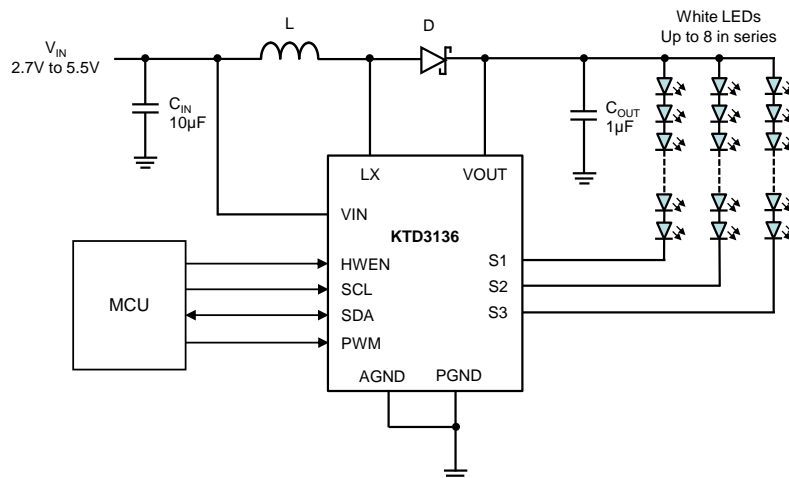 White LEDs
Up to 8 in series
L
D
VIN
2.7V to 5.5V
CIN
10µF
COUT
1µF
LX
VOUT
VIN
KTD3136
MCU
HWEN
SCL
SDA
PWM
S1
S2
S3
AGND
PGND